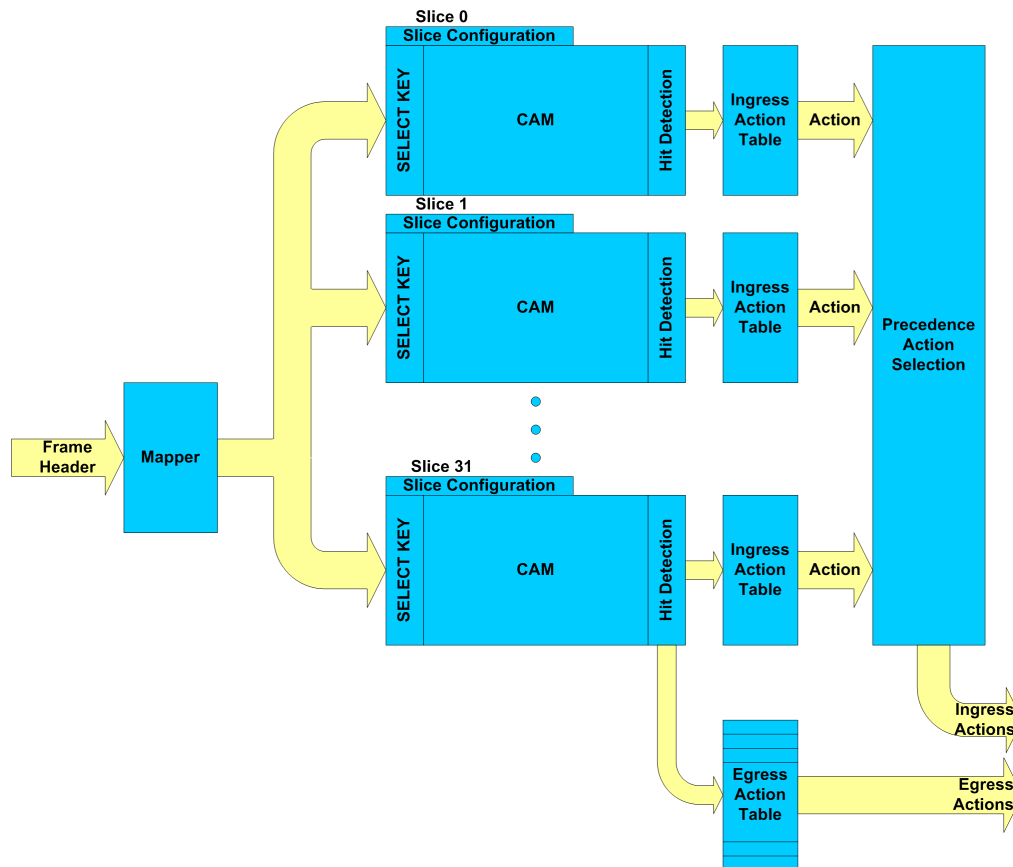 Slice 0
Slice Configuration
SELECT KEY
CAM
Hit Detection
Ingress
Action
Table
Action
Slice 1
Slice Configuration
SELECT KEY
CAM
Hit Detection
Ingress
Action
Table
Action
Precedence
Action
Selection
Frame
Header
Mapper
Slice 31
Slice Configuration
SELECT KEY
CAM
Hit Detection
Ingress
Action
Table
Action
Ingress
Actions
Egress
Action
Table
Egress
Actions